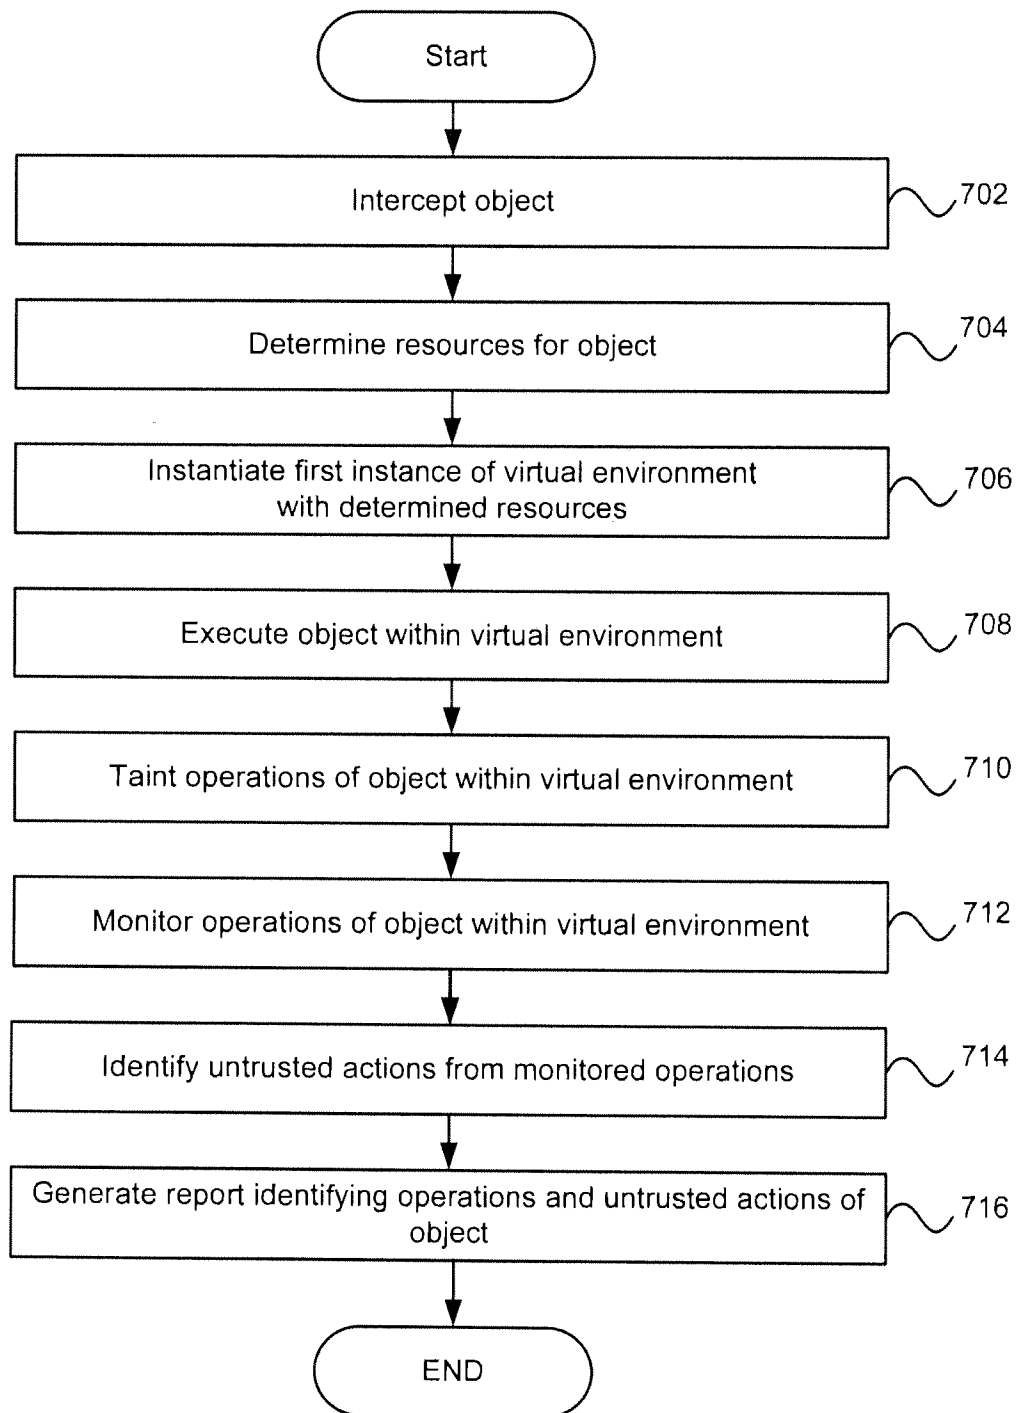 Start
Intercept object
702
Determine resources for object
704
Instantiate first instance of virtual environment
with determined resources
706
Execute object within virtual environment
708
Taint operations of object within virtual environment
710
Monitor operations of object within virtual environment
712
Identify untrusted actions from monitored operations
714
Generate report identifying operations and untrusted actions of
object
716
END